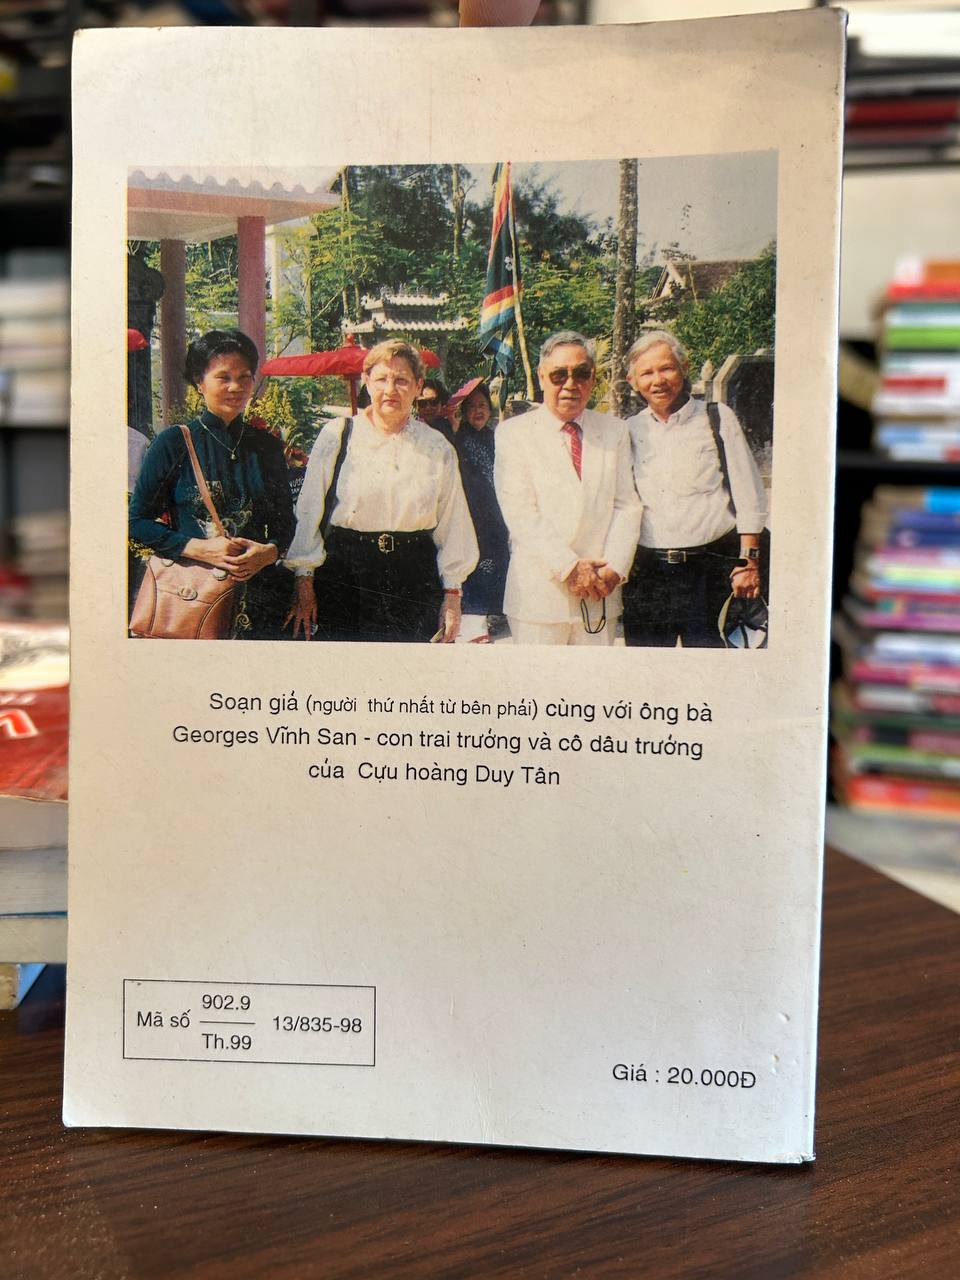 Soạn giả (người thứ nhất từ bên phải) cùng với ông bà
Georges Vĩnh San - con trai trưởng và cô dâu trưởng
của Cựu hoàng Duy Tân
Mã số 902.9
Th.99
13/835-98
Giá : 20.000Đ